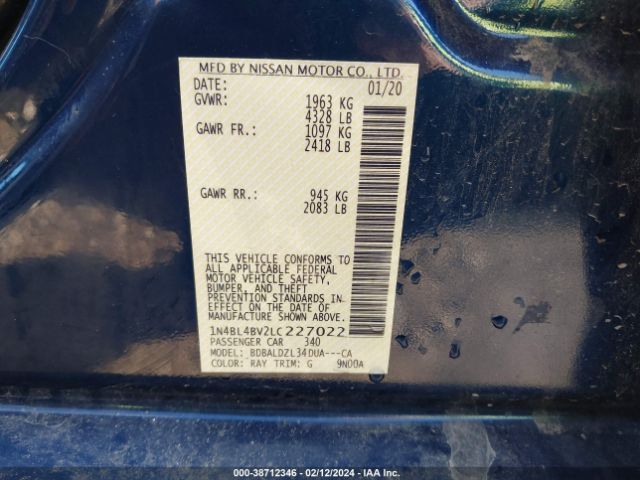 MFD BY NISSAN MOTOR CO., LTD.
DATE: 01/20
GVWR: 1963 KG
4328 LB
GAWR FR.: 1097 KG
2418 LB
GAWR RR.: 945 KG
2083 LB
THIS VEHICLE CONFORMS TO
ALL APPLICABLE FEDERAL
MOTOR VEHICLE SAFETY,
BUMPER, AND THEFT
PREVENTION STANDARDS IN
EFFECT ON THE DATE OF
MANUFACTURE SHOWN ABOVE.
1N4BL4BV2LC227022
PASSENGER CAR 340
MODEL: BDBALDZL34DUA---CA
COLOR: RAY TRIM: G 9N00A
000-38712346 - 02/12/2024 - IAA Inc.